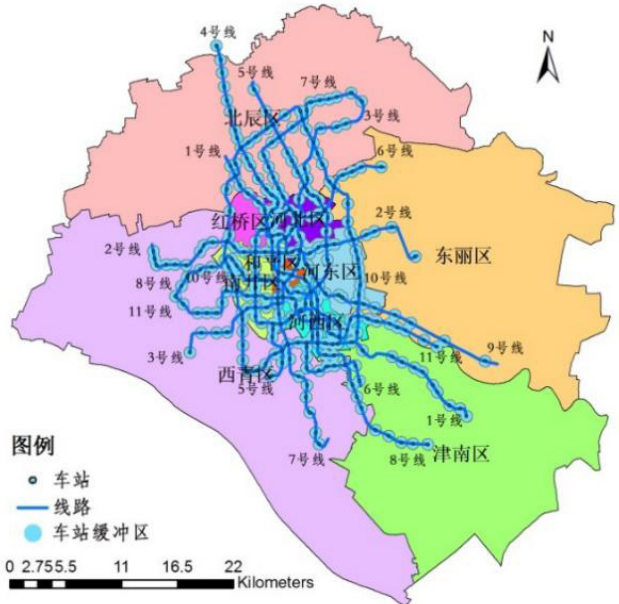 4号线
N
5号线
7号线
北辰区
3号线
1号线
6号线
红桥区
河北区
2号线
2号线
东丽区
和平区
河东区
8号线
10号线
南开区
10号线
11号线
河西区
3号线
11号线
9号线
西青区
5号线
6号线
1号线
图例
7号线
8号线
津南区
车站
线路
车站缓冲区
0 2.755.5 11 16.5 22
Kilometers